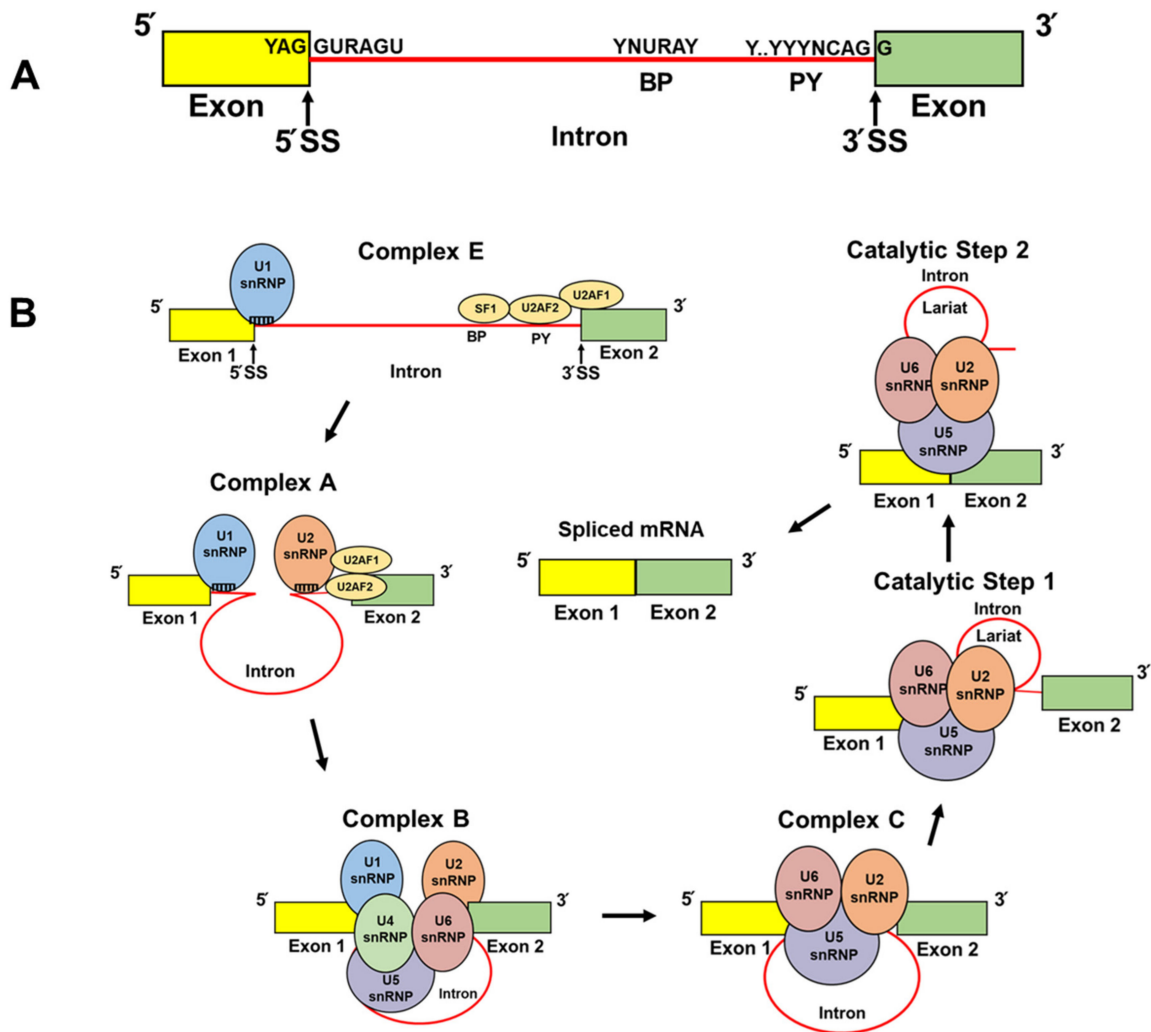 5′ 3′
YAG GURAGU YNURAY Y..YYYNCAG G
A
Exon BP PY Exon
5′SS Intron 3′SS
B
Complex E
U1
snRNP
SF1 U2AF2 U2AF1
5′ 3′
Exon 1 BP PY Exon 2
5′SS Intron 3′SS
Complex A
U1
snRNP
U2
snRNP
U2AF1
U2AF2
5′ 3′
Exon 1 Exon 2
Intron
Complex B
U1
snRNP
U2
snRNP
5′ 3′
U4
snRNP
U6
snRNP
Exon 1 Exon 2
U5
snRNP
Intron
Complex C
U6
snRNP
U2
snRNP
5′ 3′
Exon 1 Exon 2
U5
snRNP
Intron
Catalytic Step 1
Intron
Lariat
U6
snRNP
U2
snRNP
5′ 3′
Exon 1 Exon 2
U5
snRNP
Catalytic Step 2
Intron
Lariat
U6
snRNP
U2
snRNP
U5
snRNP
5′ 3′
Exon 1 Exon 2
Spliced mRNA
5′ 3′
Exon 1 Exon 2